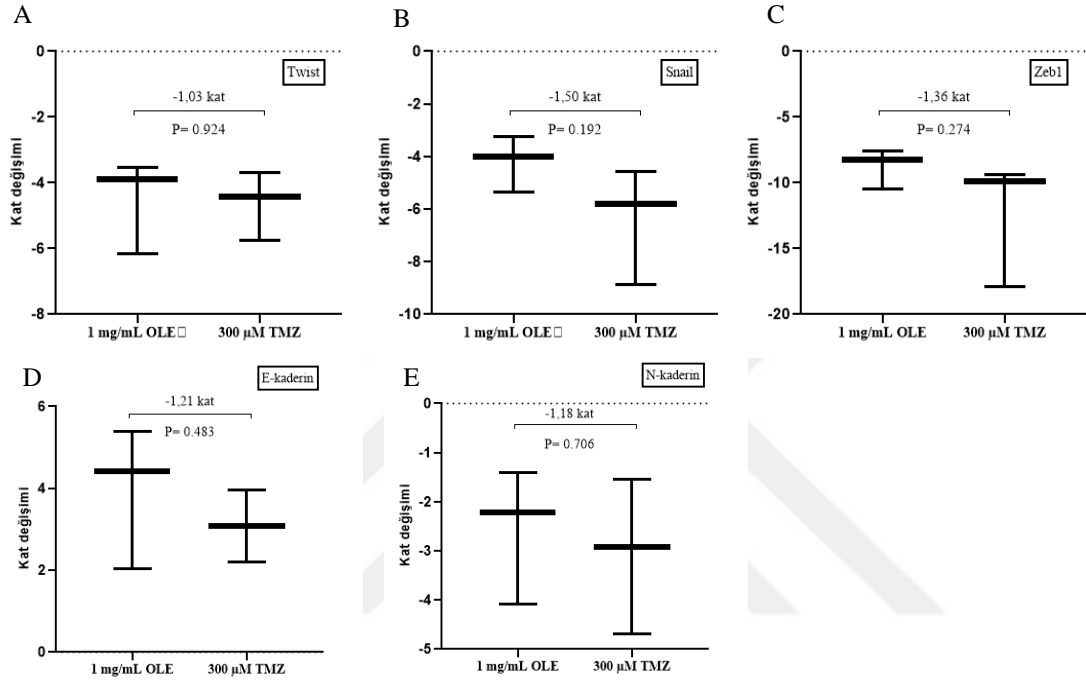 A
0
Twist
-1,03 kat
P= 0.924
-2
-4
-6
-8
Kat değişimi
1 mg/mL OLE□
300 µM TMZ
B
0
Snail
-1,50 kat
P= 0.192
-2
-4
-6
-8
-10
Kat değişimi
1 mg/mL OLE□
300 µM TMZ
C
0
Zeb1
-1,36 kat
P= 0.274
-5
-10
-15
-20
Kat değişimi
1 mg/mL OLE
300 µM TMZ
D
E-kaderin
6
-1,21 kat
P= 0.483
4
2
0
Kat değişimi
1 mg/mL OLE
300 µM TMZ
E
N-kaderin
0
-1,18 kat
P= 0.706
-1
-2
-3
-4
-5
Kat değişimi
1 mg/mL OLE
300 µM TMZ